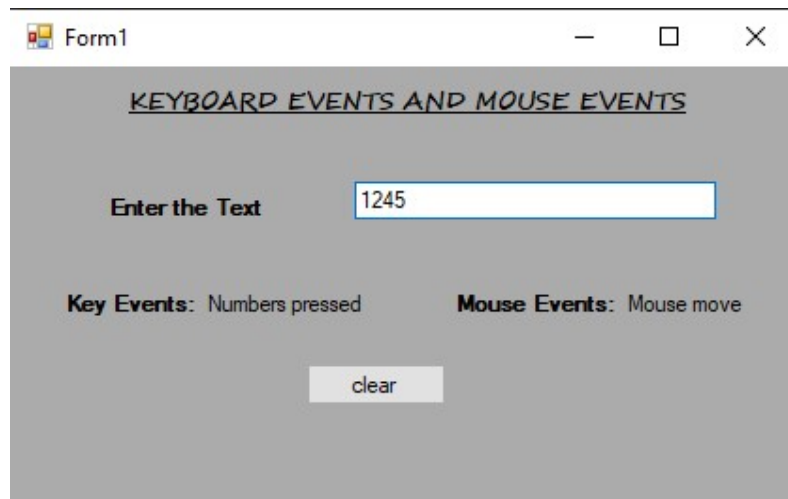 Form1
KEYBOARD EVENTS AND MOUSE EVENTS
Enter the Text 1245
Key Events: Numbers pressed Mouse Events: Mouse move
clear